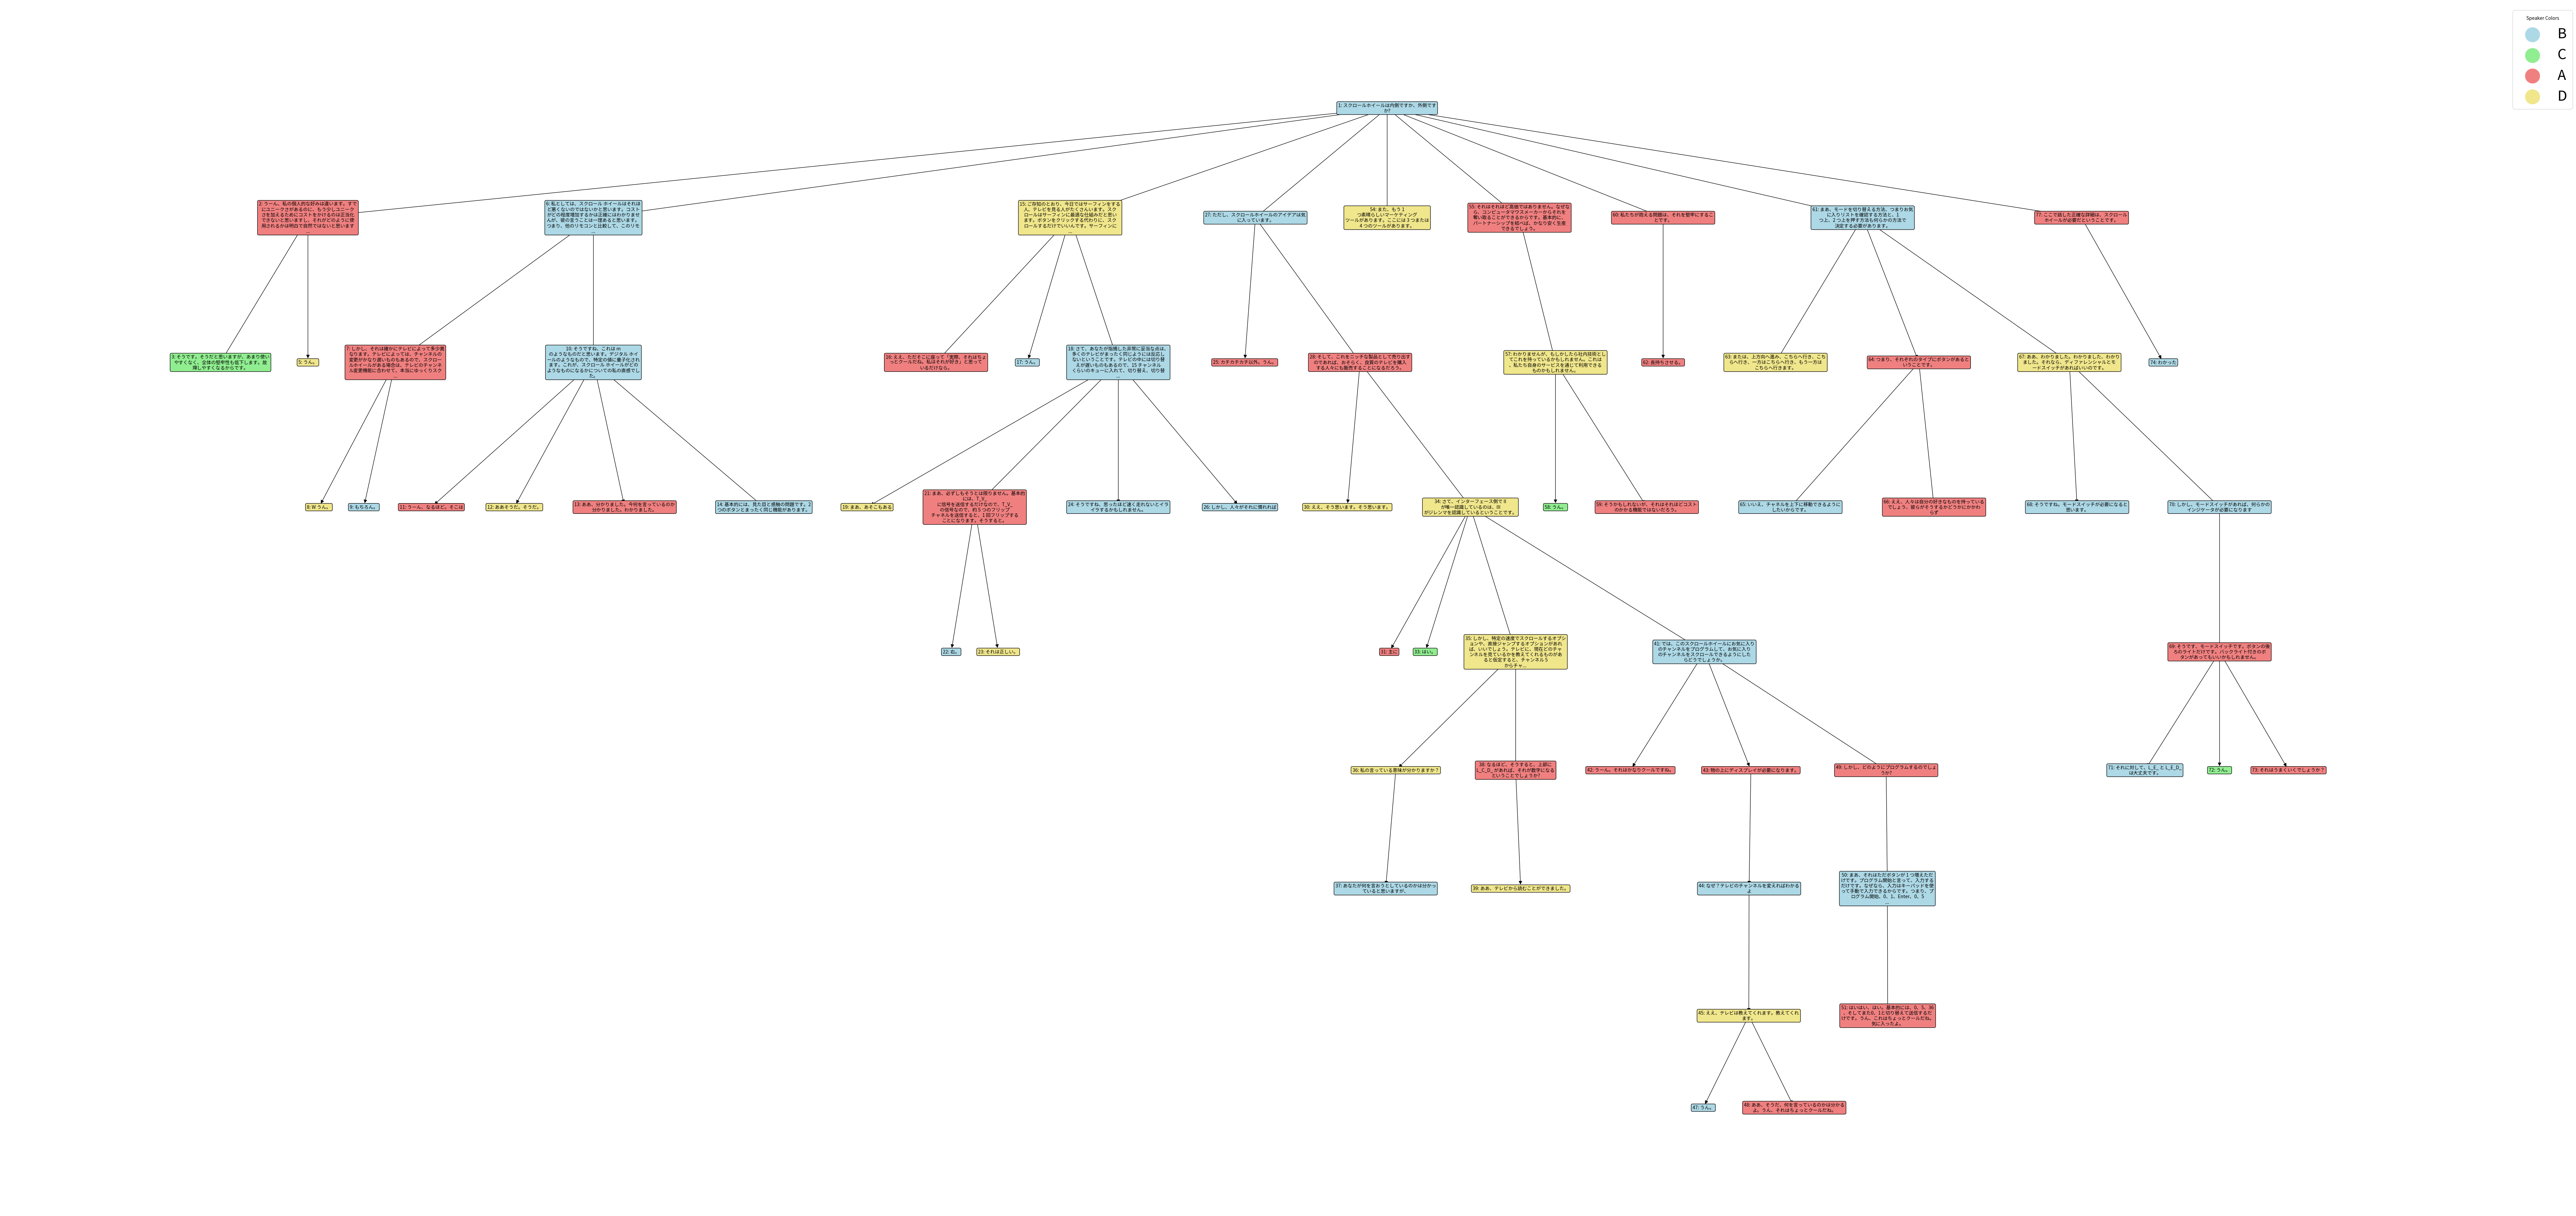 Speaker Colors
B
C
A
D
1: スクロールホイールは内側ですか、外側です
か?
2: うーん、私の個人的な好みは違います。すで
にユニークさがあるのに、もう少しユニーク
さを加えるためにコストをかけるのは正当化
できないと思いますし、それがどのように使
用されるかは明白で自然ではないと思います
...
6: 私としては、スクロール ホイールはそれほ
ど悪くないのではないかと思います。コスト
がどの程度増加するかは正確にはわかりませ
んが、彼の言うことは一理あると思います。
つまり、他のリモコンと比較して、このリモ
...
15: ご存知のとおり、今日ではサーフィンをする
人、テレビを見る人がたくさんいます。スク
ロールはサーフィンに最適な仕組みだと思い
ます。ボタンをクリックする代わりに、スク
ロールするだけでいいんです。サーフィンに
...
27: ただし、スクロールホイールのアイデアは気
に入っています。
54: また、もう 1
つ素晴らしいマーケティング
ツールがあります。ここには 3 つまたは
4 つのツールがあります。
55: それはそれほど高価ではありません。なぜな
ら、コンピュータマウスメーカーからそれを
奪い取ることができるからです。基本的に、
パートナーシップを結べば、かなり安く生産
できるでしょう。
60: 私たちが抱える問題は、それを堅牢にするこ
とです。
61: まあ、モードを切り替える方法、つまりお気
に入りリストを確認する方法と、1
つ上、2 つ上を押す方法も何らかの方法で
決定する必要があります。
77: ここで話した正確な詳細は、スクロール
ホイールが必要だということです。
3: そうです。そうだと思いますが、あまり使い
やすくなく、全体の堅牢性も低下します。故
障しやすくなるからです。
5: うん。
7: しかし、それは確かにテレビによって多少異
なります。テレビによっては、チャンネルの
変更がかなり遅いものもあるので、スクロー
ルホイールがある場合は、テレビのチャンネ
ル変更機能に合わせて、本当にゆっくりスク
...
10: そうですね。これは m
のようなものだと思います。デジタル ホイ
ールのようなもので、特定の値に量子化され
ます。これが、スクロール ホイールがどの
ようなものになるかについての私の直感でし
た。
16: ええ、ただそこに座って「実際、それはちょ
っとクールだね。私はそれが好き」と思って
いるだけなら。
17: うん。
18: さて、あなたが指摘した非常に妥当な点は、
多くのテレビがまったく同じようには反応し
ないということです。テレビの中には切り替
えが遅いものもあるので、15 チャンネル
くらいのキューに入れて、切り替え、切り替
...
25: カチカチカチ以外。うん。
28: そして、これをニッチな製品として売り出す
のであれば、おそらく、良質のテレビを購入
する人々にも販売することになるだろう。
57: わかりませんが、もしかしたら社内技術とし
てこれを持っているかもしれません。これは
、私たち自身のサービスを通じて利用できる
ものかもしれません。
62: 長持ちさせる。
63: または、上方向へ進み、こちらへ行き、こち
らへ行き、一方はこちらへ行き、もう一方は
こちらへ行きます。
64: つまり、それぞれのタイプにボタンがあると
いうことです。
67: ああ、わかりました。わかりました、わかり
ました。それなら、ディファレンシャルとモ
ードスイッチがあればいいのです。
74: わかった
8: W うん。
9: もちろん。
11: うーん、なるほど、そこは
12: ああそうだ、そうだ。
13: ああ、分かりました。今何を言っているのか
分かりました。わかりました。
14: 基本的には、見た目と感触の問題です。2
つのボタンとまったく同じ機能があります。
19: まあ、あそこもある
21: まあ、必ずしもそうとは限りません。基本的
には、T_V_
に信号を送信するだけなので、T_V_
の信号なので、約 5 つのフリップ
チャネルを送信すると、1 回フリップする
ことになります。そうすると、
24: そうですね、思ったほど速く走れないとイラ
イラするかもしれません。
26: しかし、人々がそれに慣れれば
30: ええ、そう思います。そう思います。
34: さて、インターフェース側で II
が唯一認識しているのは、III
がジレンマを認識しているということです。
58: うん。
59: そうかもしれないが、それはそれほどコスト
のかかる機能ではないだろう。
65: いいえ、チャネルを上下に移動できるように
したいからです。
66: ええ、人々は自分の好きなものを持っている
でしょう。彼らがそうするかどうかにかかわ
らず
68: そうですね、モードスイッチが必要になると
思います。
70: しかし、モードスイッチがあれば、何らかの
インジケータが必要になります
22: 右。
23: それは正しい。
31: 主に
33: はい。
35: しかし、特定の速度でスクロールするオプシ
ョンや、直接ジャンプするオプションがあれ
ば、いいでしょう。テレビに、現在どのチャ
ンネルを見ているかを教えてくれるものがあ
ると仮定すると、チャンネル 5
からチャ...
41: では、このスクロールホイールにお気に入り
のチャンネルをプログラムして、お気に入り
のチャンネルをスクロールできるようにした
らどうでしょうか。
69: そうです、モードスイッチです。ボタンの後
ろのライトだけです。バックライト付きのボ
タンがあってもいいかもしれません。
36: 私の言っている意味が分かりますか？
38: なるほど、そうすると、上部に
L_C_D_ があれば、それが数字になる
ということでしょうか?
42: うーん。それはかなりクールですね。
43: 物の上にディスプレイが必要になります。
49: しかし、どのようにプログラムするのでしょ
うか?
71: それに対して、L_E_ と L_E_D_
は大丈夫です。
72: うん。
73: それはうまくいくでしょうか？
37: あなたが何を言おうとしているのかは分かっ
ていると思いますが、
39: ああ、テレビから読むことができました。
44: なぜ？テレビのチャンネルを変えればわかる
よ
50: まあ、それはただボタンが 1 つ増えただ
けです。プログラム開始と言って、入力する
だけです。なぜなら、入力はキーパッドを使
って手動で入力できるからです。つまり、プ
ログラム開始、0、1、Enter、0、5
...
45: ええ、テレビは教えてくれます。教えてくれ
ます。
はいはい、はい。基本的には、0、5、
、そしてまた0、1と切り替えて送信するだ
けです。うん、これはちょっとクールだね。
気に入ったよ。
47: うん。
48: ああ、そうだ、何を言っているのかは分かる
よ。うん、それはちょっとクールだね。